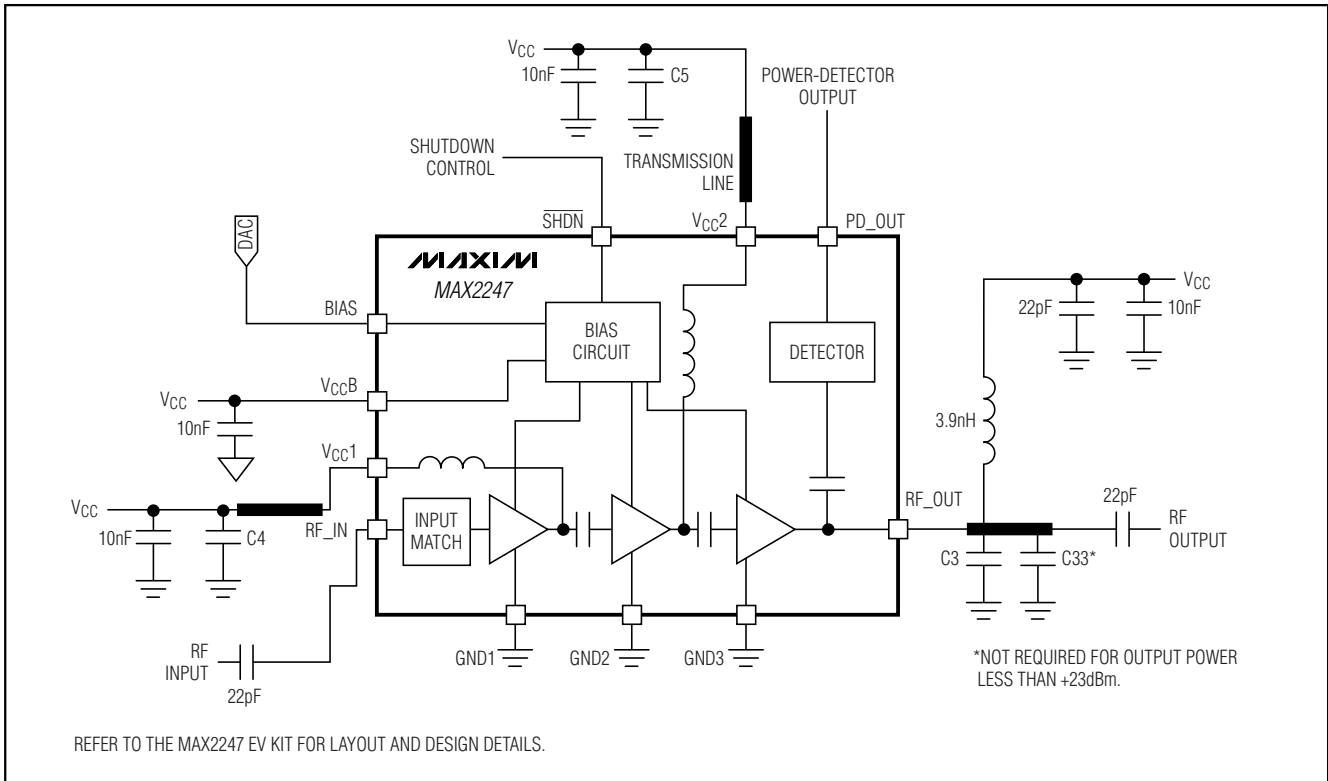 VCC
10nF
C5
POWER-DETECTOR
OUTPUT
SHUTDOWN
CONTROL
TRANSMISSION
LINE
DAC
SHDN
VCC2
PD_OUT
MAXIM
MAX2247
BIAS
BIAS
CIRCUIT
DETECTOR
VCC
22pF
10nF
VCCB
VCC
10nF
3.9nH
VCC1
VCC
10nF
C4
RF_IN
INPUT
MATCH
RF_OUT
22pF
RF
OUTPUT
C3
C33*
RF
INPUT
22pF
GND1
GND2
GND3
*NOT REQUIRED FOR OUTPUT POWER
LESS THAN +23dBm.
REFER TO THE MAX2247 EV KIT FOR LAYOUT AND DESIGN DETAILS.